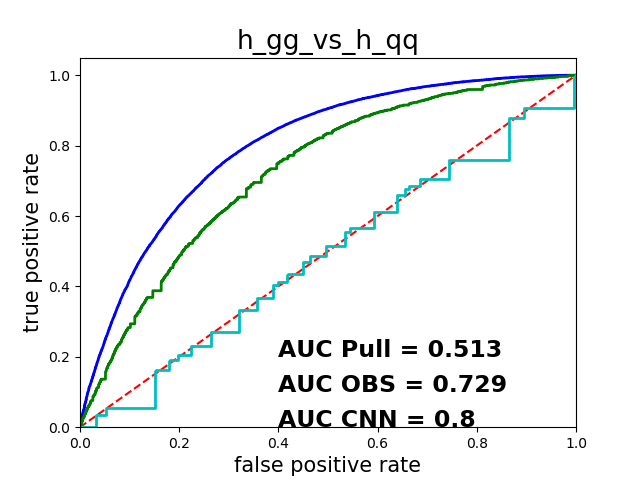 h_gg_vs_h_qq
true positive rate
1.0
0.8
0.6
0.4
0.2
0.0
AUC Pull = 0.513
AUC OBS = 0.729
AUC CNN = 0.8
0.0 0.2 0.4 0.6 0.8 1.0
false positive rate